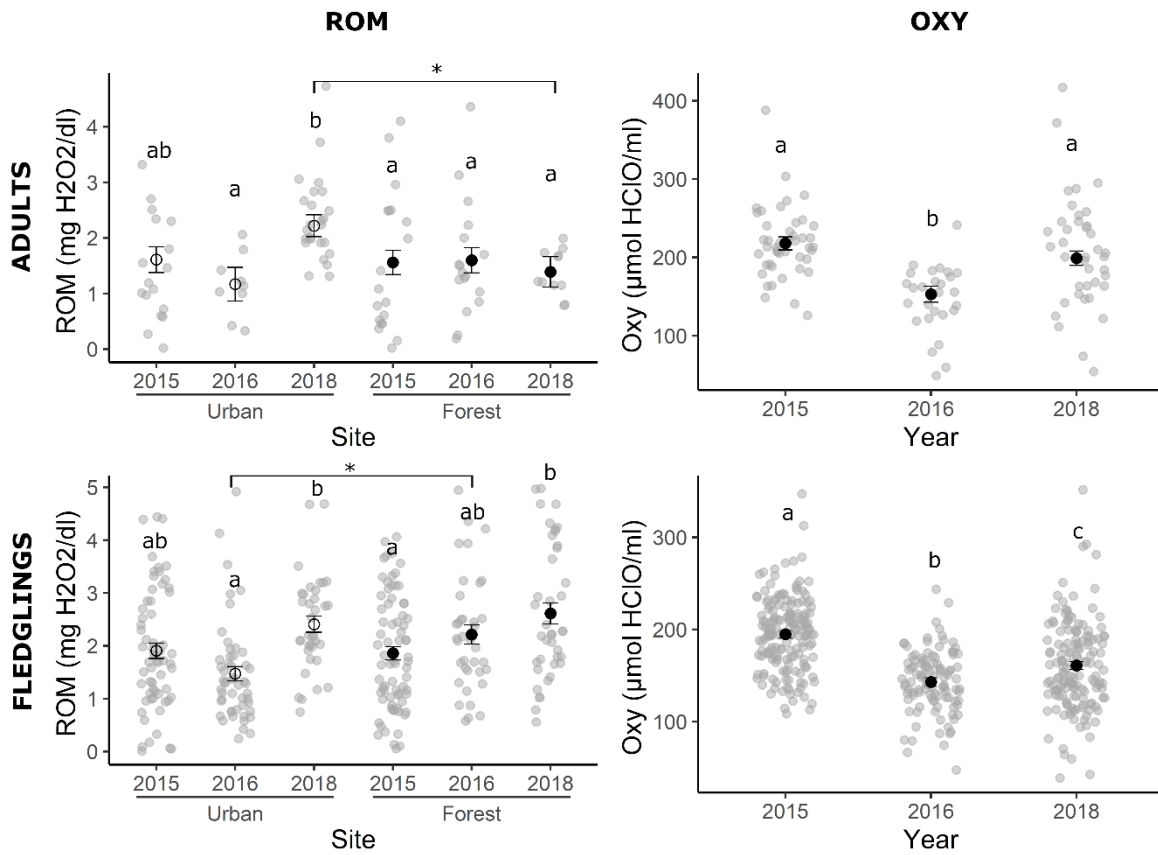 ROM
OXY
ADULTS
ROM (mg H2O2/dl)
4
3
2
1
0
ab
a
b
a
a
a
*
2015
2016
2018
2015
2016
2018
Urban
Forest
Site
Oxy (µmol HClO/ml)
400
300
200
100
a
b
a
2015
2016
2018
Year
FLEDGLINGS
ROM (mg H2O2/dl)
5
4
3
2
1
0
ab
a
b
a
ab
b
*
2015
2016
2018
2015
2016
2018
Urban
Forest
Site
Oxy (µmol HClO/ml)
300
200
100
a
b
c
2015
2016
2018
Year